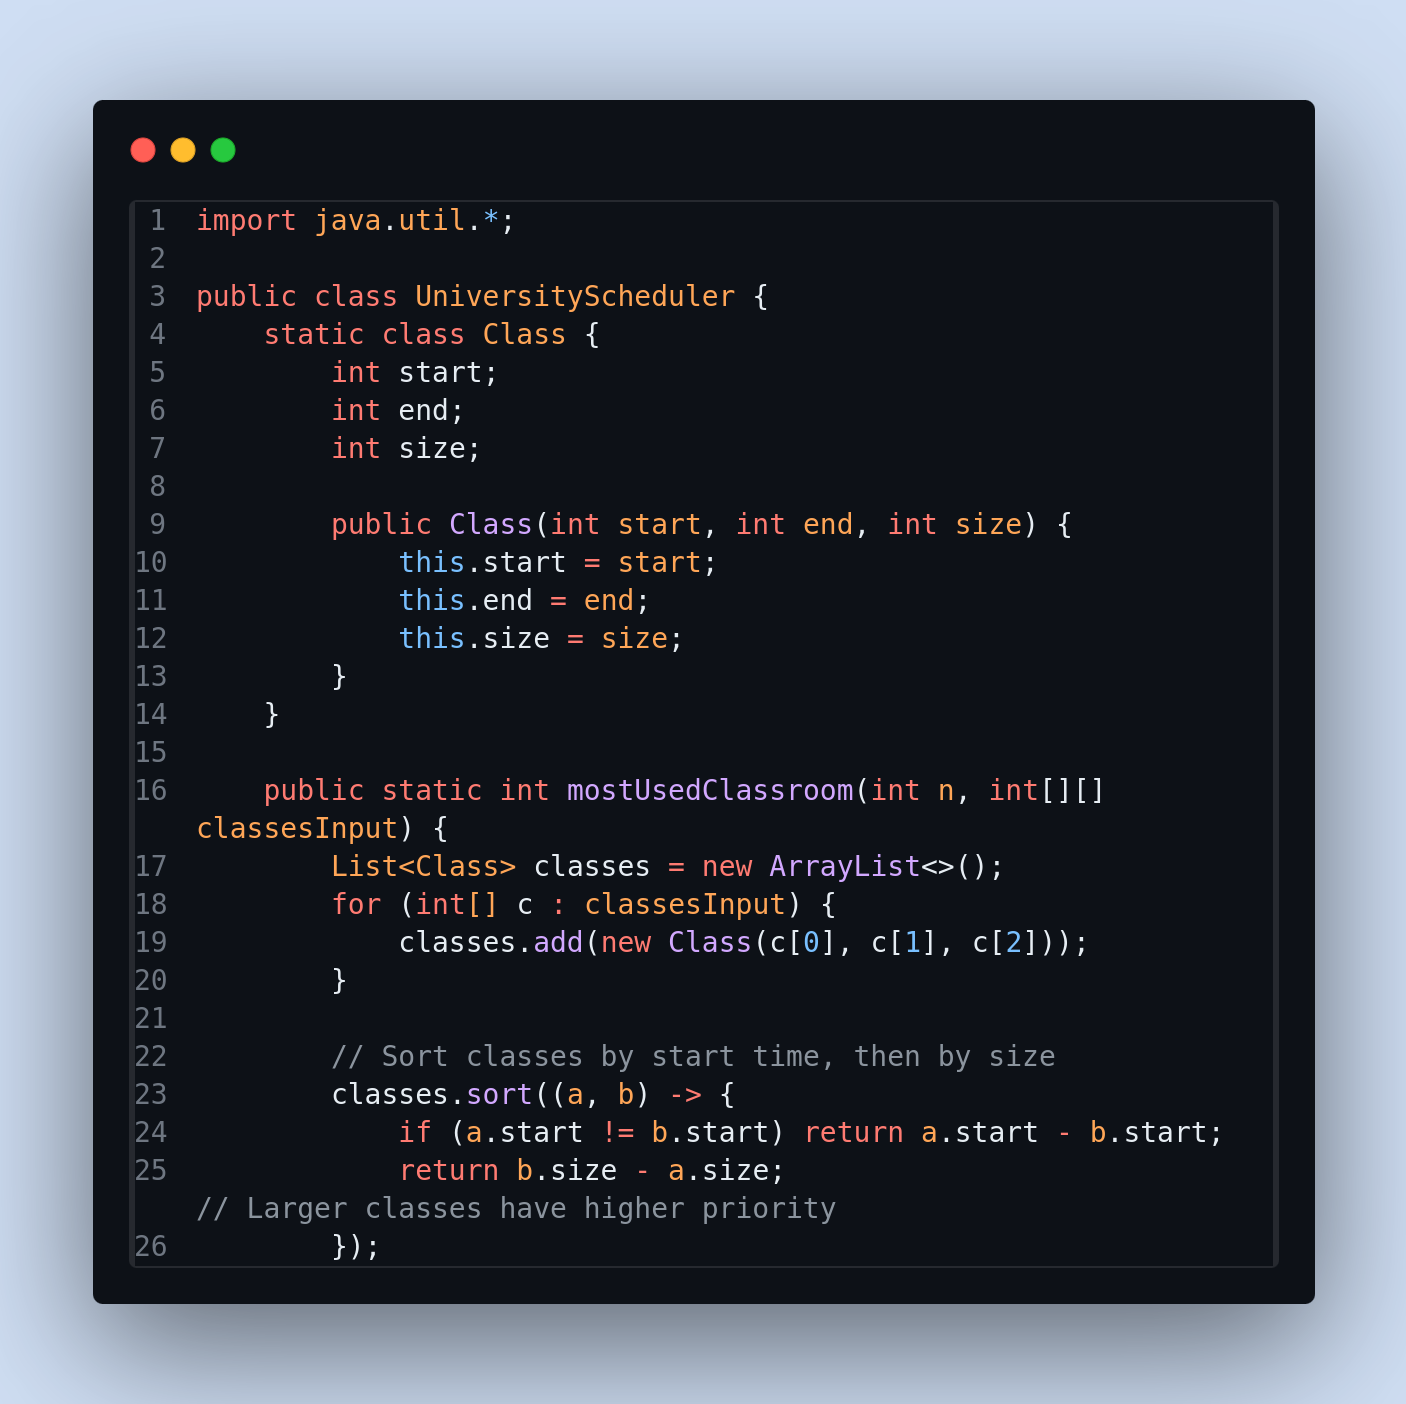 1 import java.util.*;
2
3 public class UniversityScheduler {
4     static class Class {
5         int start;
6         int end;
7         int size;
8
9         public Class(int start, int end, int size) {
10             this.start = start;
11             this.end = end;
12             this.size = size;
13         }
14     }
15
16     public static int mostUsedClassroom(int n, int[][]
classesInput) {
17         List<Class> classes = new ArrayList<>();
18         for (int[] c : classesInput) {
19             classes.add(new Class(c[0], c[1], c[2]));
20         }
21
22         // Sort classes by start time, then by size
23         classes.sort((a, b) -> {
24             if (a.start != b.start) return a.start - b.start;
25             return b.size - a.size;
// Larger classes have higher priority
26         });